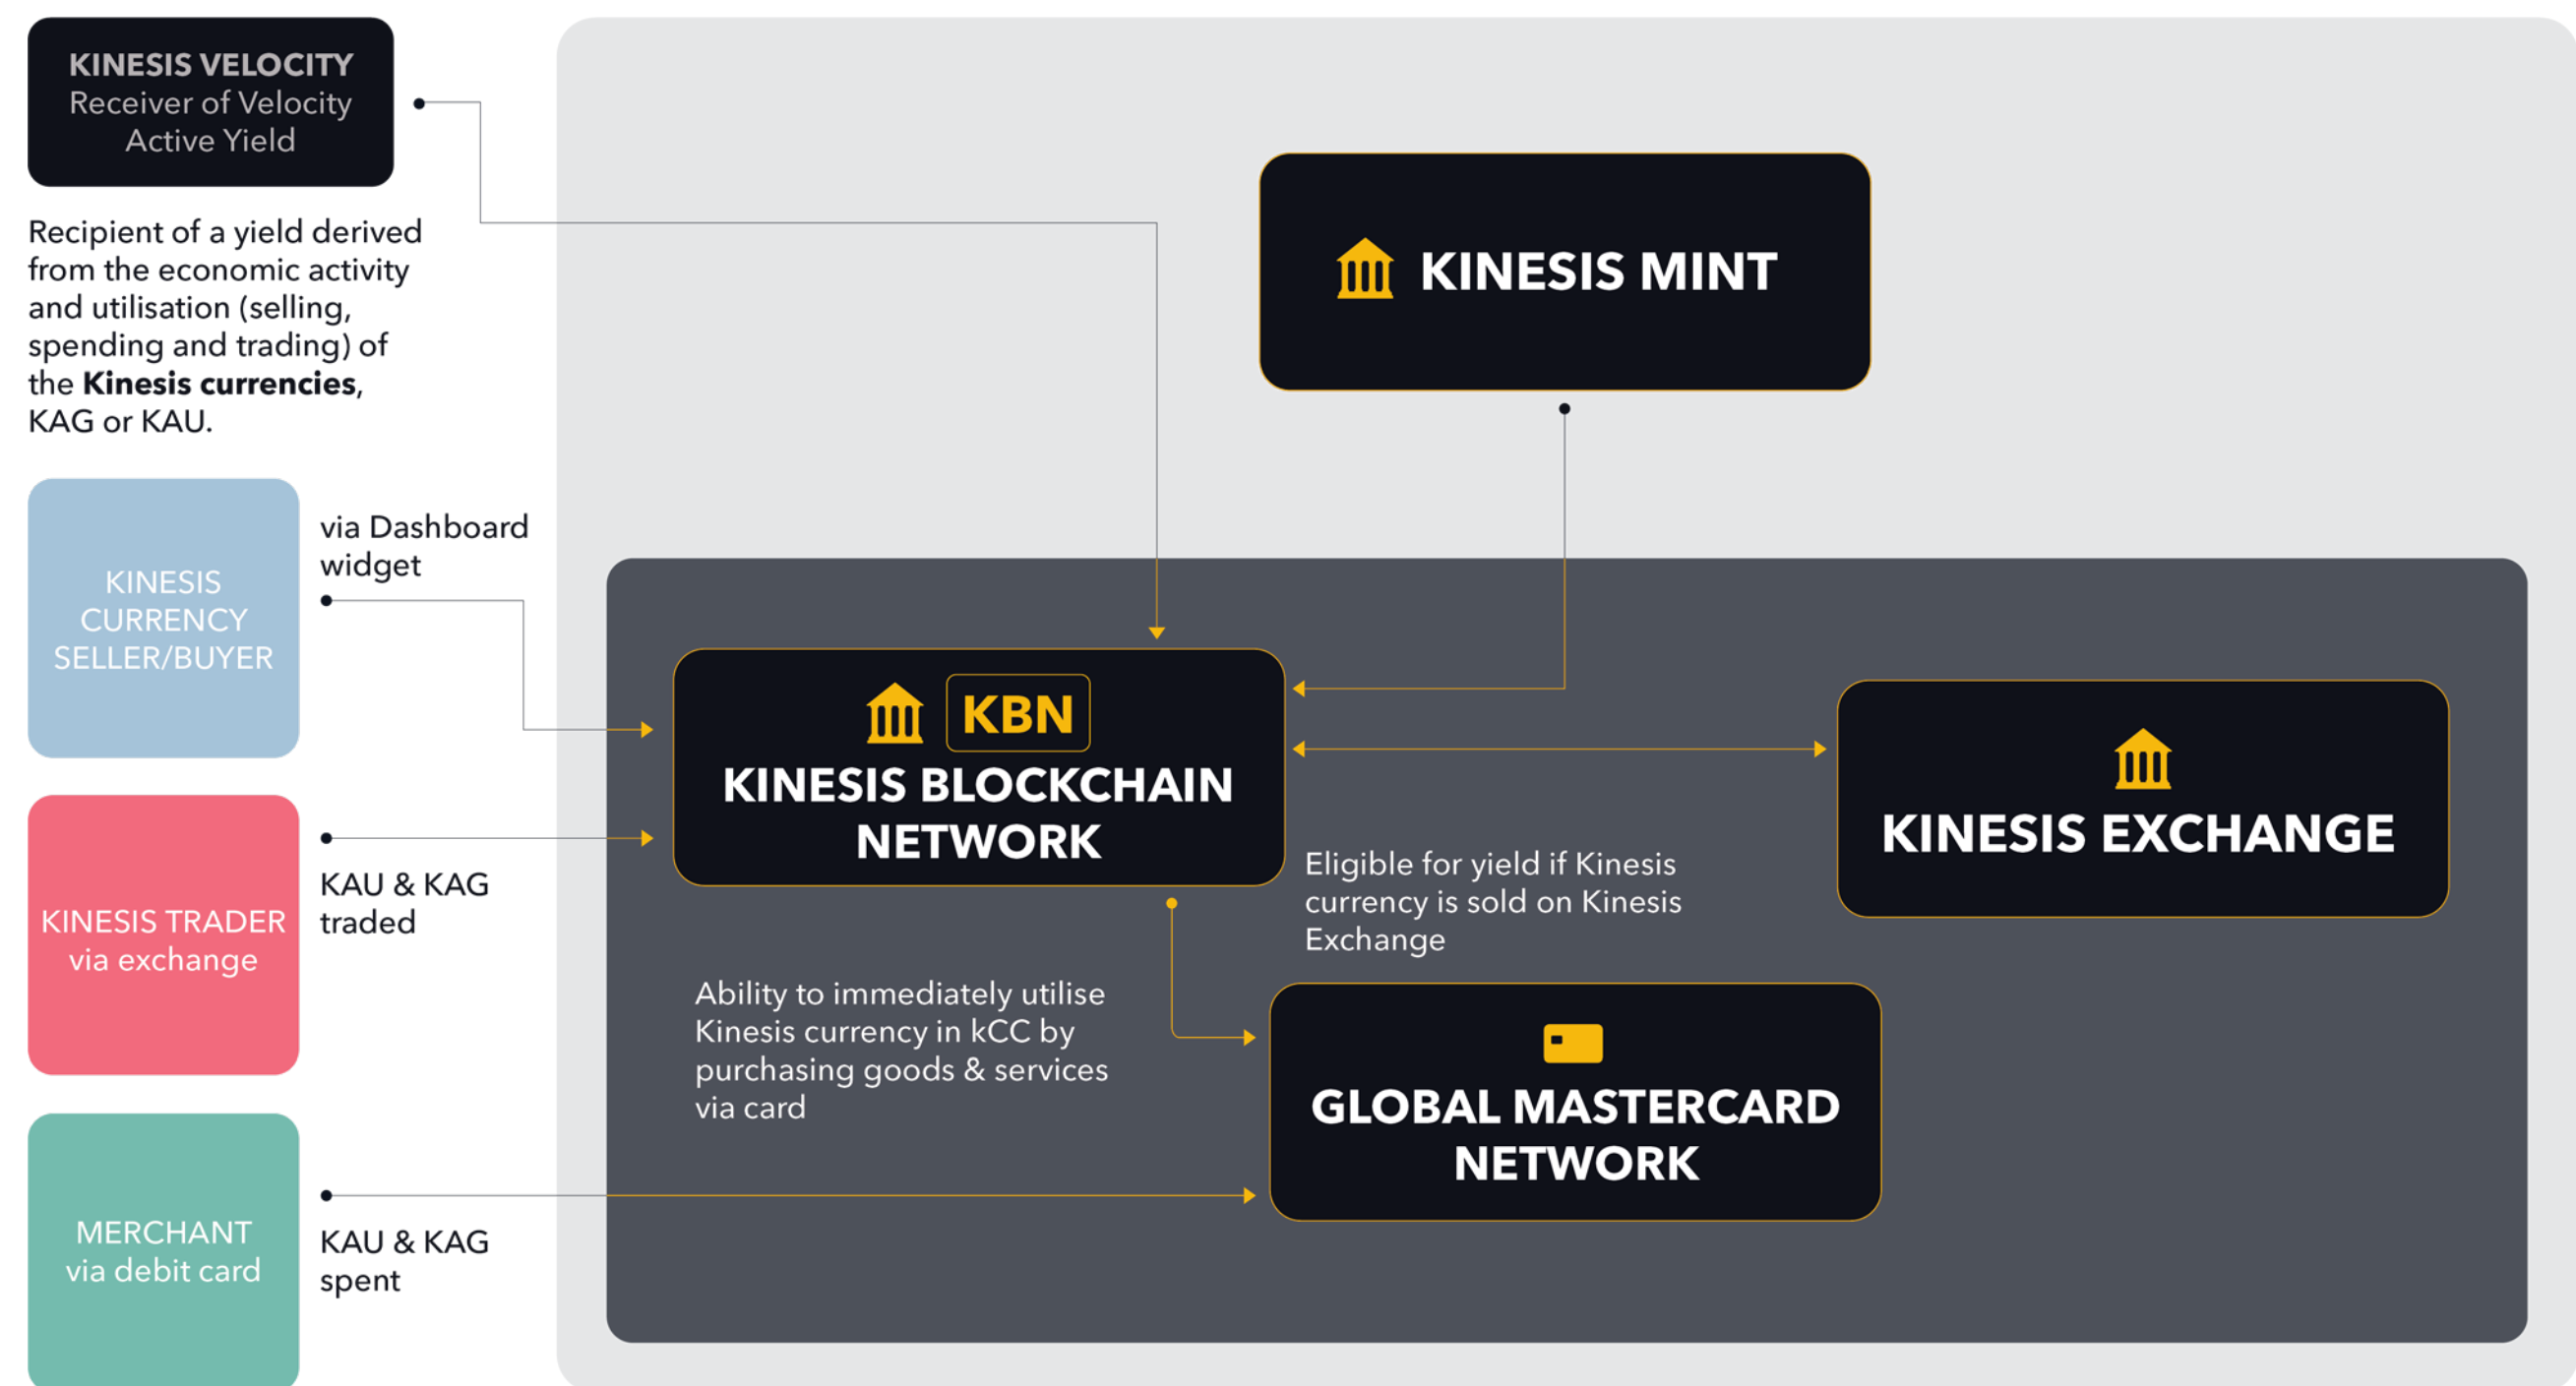 KINESIS VELOCITY
Receiver of Velocity
Active Yield
Recipient of a yield derived
from the economic activity
and utilisation (selling,
spending and trading) of
the Kinesis currencies,
KAG or KAU.
KINESIS
CURRENCY
SELLER/BUYER
via Dashboard
widget
KINESIS TRADER
via exchange
KAU & KAG
traded
MERCHANT
via debit card
KAU & KAG
spent
KINESIS MINT
KBN
KINESIS BLOCKCHAIN
NETWORK
KINESIS EXCHANGE
Eligible for yield if Kinesis
currency is sold on Kinesis
Exchange
Ability to immediately utilise
Kinesis currency in kCC by
purchasing goods & services
via card
GLOBAL MASTERCARD
NETWORK